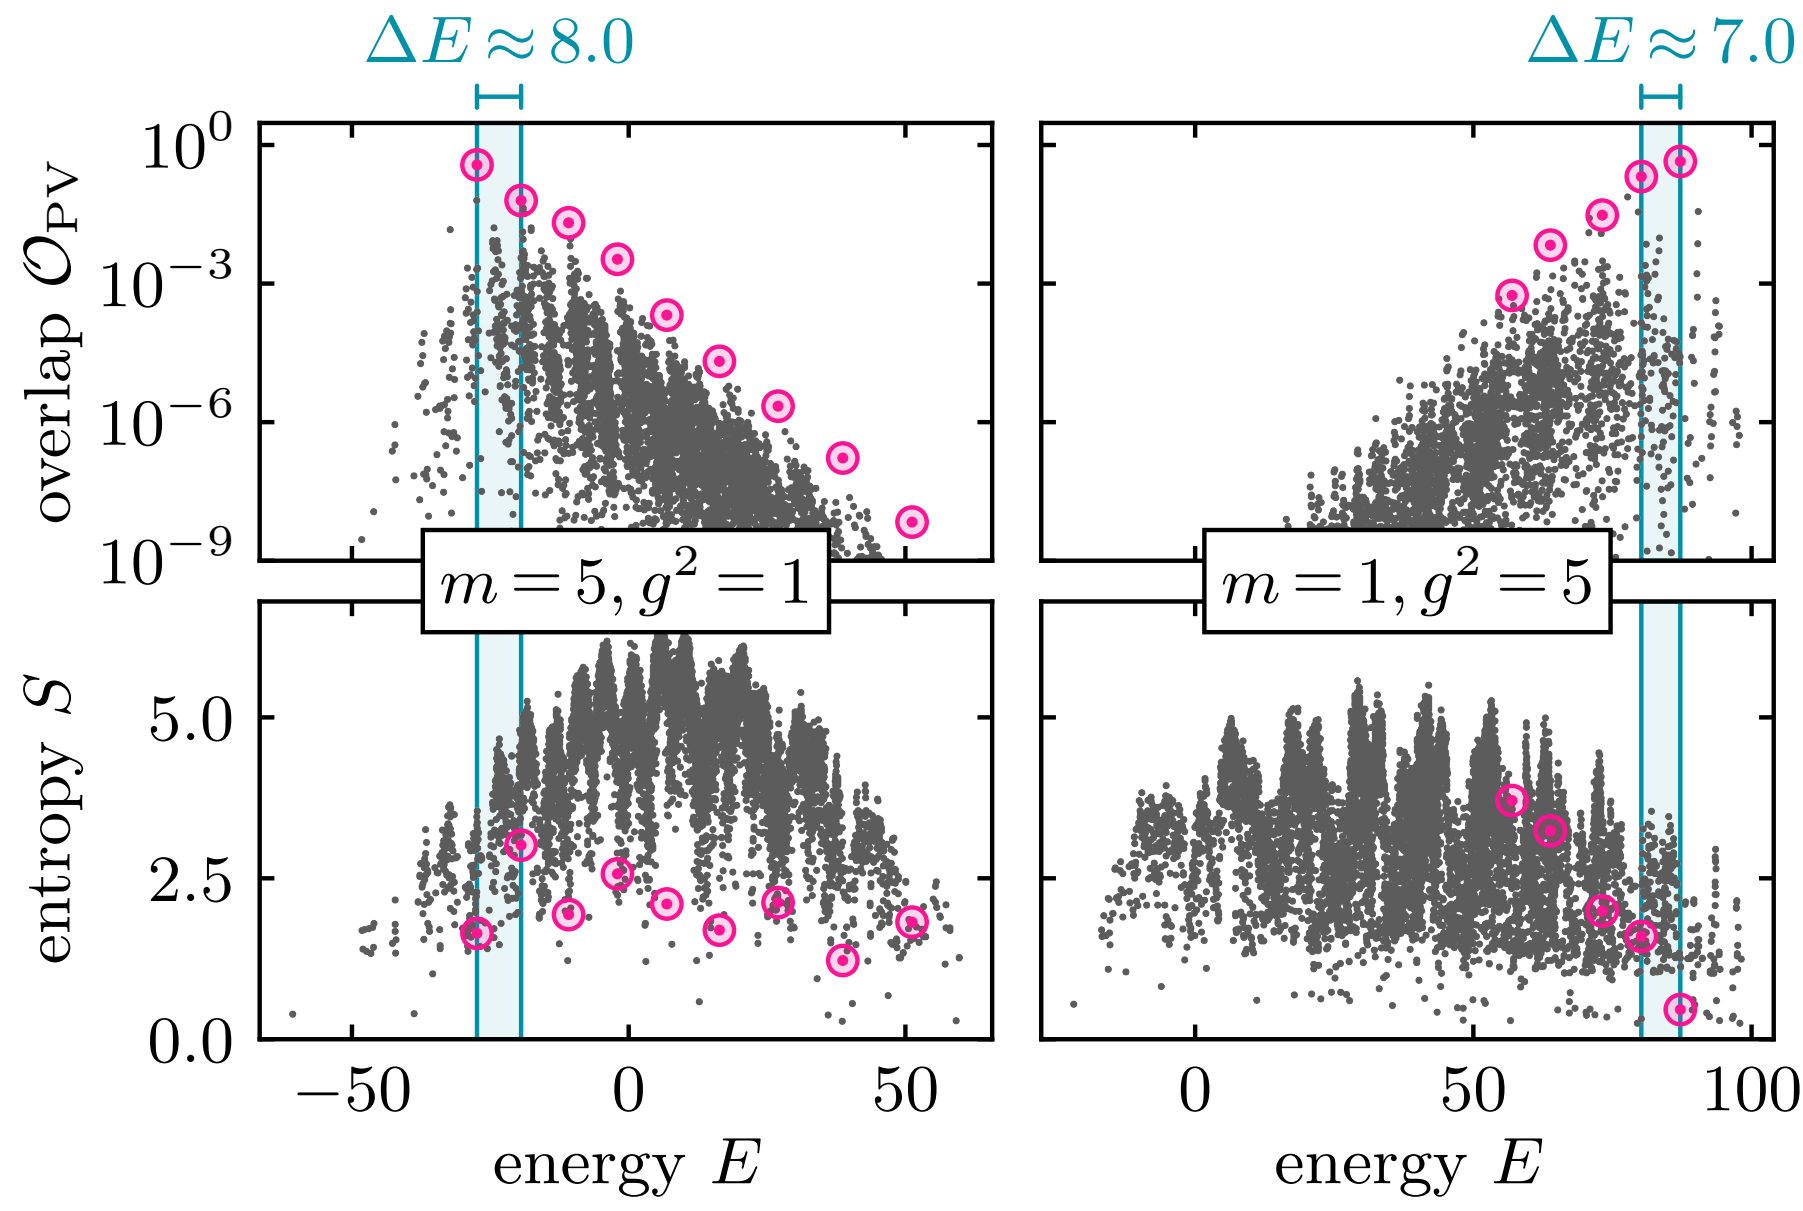 ΔE ≈ 8.0
ΔE ≈ 7.0
overlap 𝒪_PV
10^0
10^−3
10^−6
10^−9
m = 5, g^2 = 1
m = 1, g^2 = 5
entropy S
5.0
2.5
0.0
−50 0 50
0 50 100
energy E
energy E